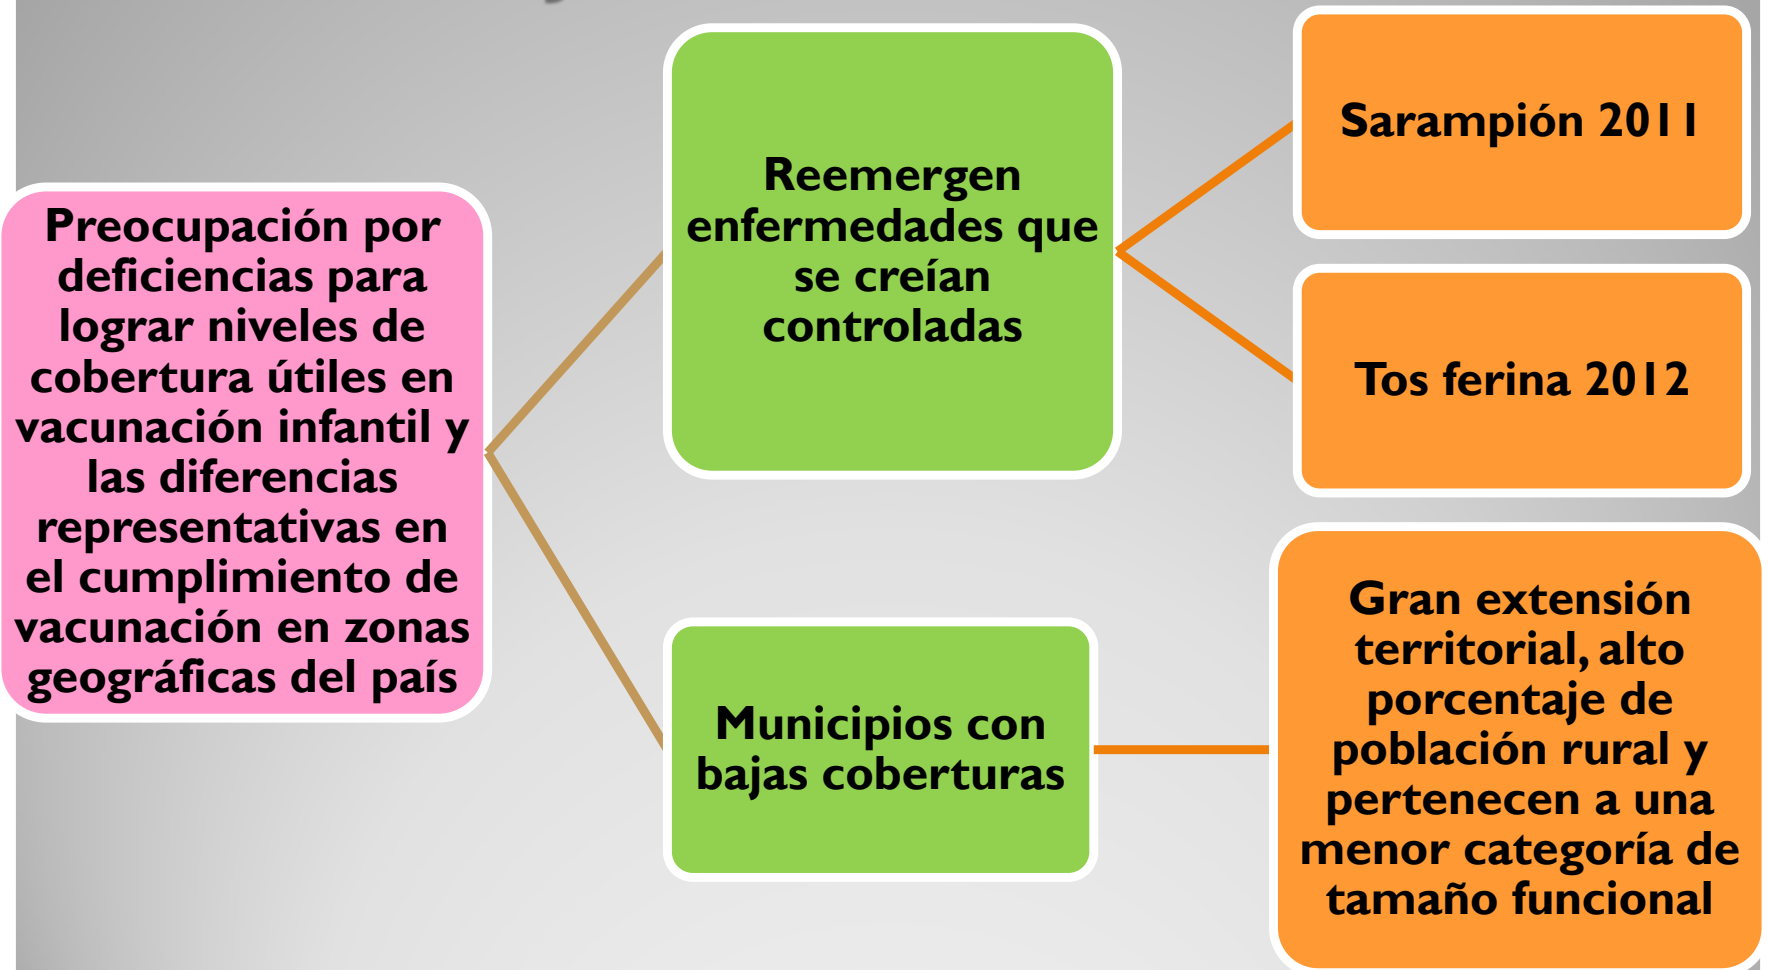 Preocupación por
deficiencias para
lograr niveles de
cobertura útiles en
vacunación infantil y
las diferencias
representativas en
el cumplimiento de
vacunación en zonas
geográficas del país
Reemergen
enfermedades que
se creían
controladas
Sarampión 2011
Tos ferina 2012
Municipios con
bajas coberturas
Gran extensión
territorial, alto
porcentaje de
población rural y
pertenecen a una
menor categoría de
tamaño funcional